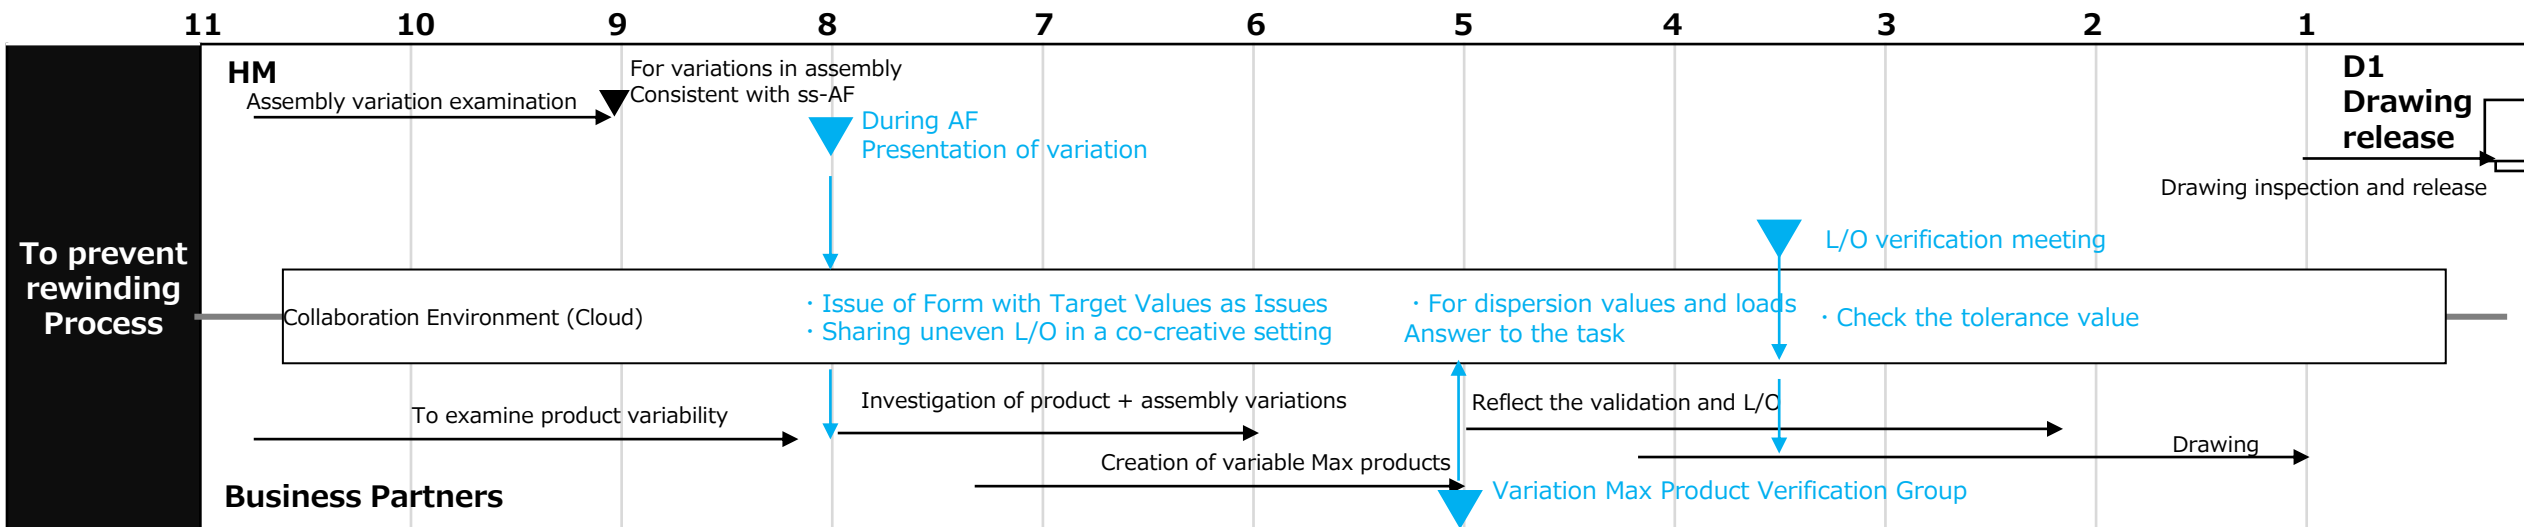 11 10 9 8 7 6 5 4 3 2 1
To prevent
rewinding
Process
HM
Assembly variation examination
For variations in assembly
Consistent with ss-AF
During AF
Presentation of variation
D1
Drawing
release
Drawing inspection and release
L/O verification meeting
Collaboration Environment (Cloud)
・Issue of Form with Target Values as Issues
・Sharing uneven L/O in a co-creative setting
・For dispersion values and loads
Answer to the task
・Check the tolerance value
To examine product variability
Investigation of product + assembly variations
Reflect the validation and L/O
Creation of variable Max products
Drawing
Business Partners
Variation Max Product Verification Group